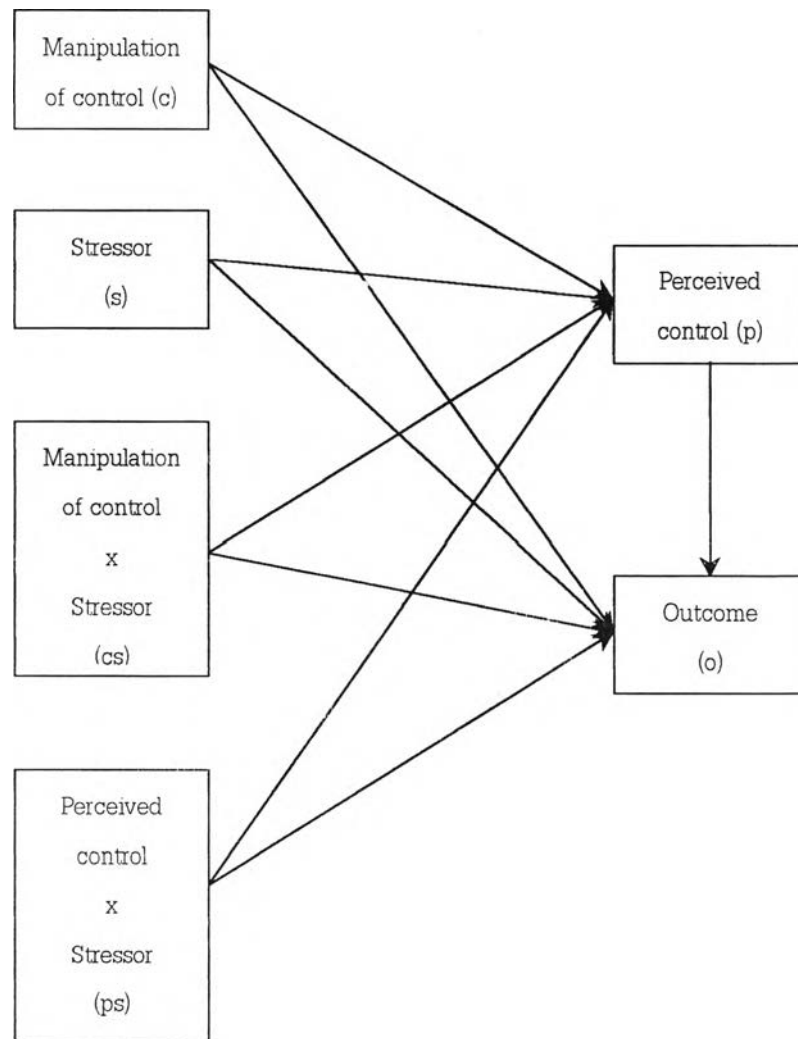 Manipulation
of control (c)
Stressor
(s)
Perceived
control (p)
Manipulation
of control
x
Stressor
(cs)
Outcome
(o)
Perceived
control
x
Stressor
(ps)